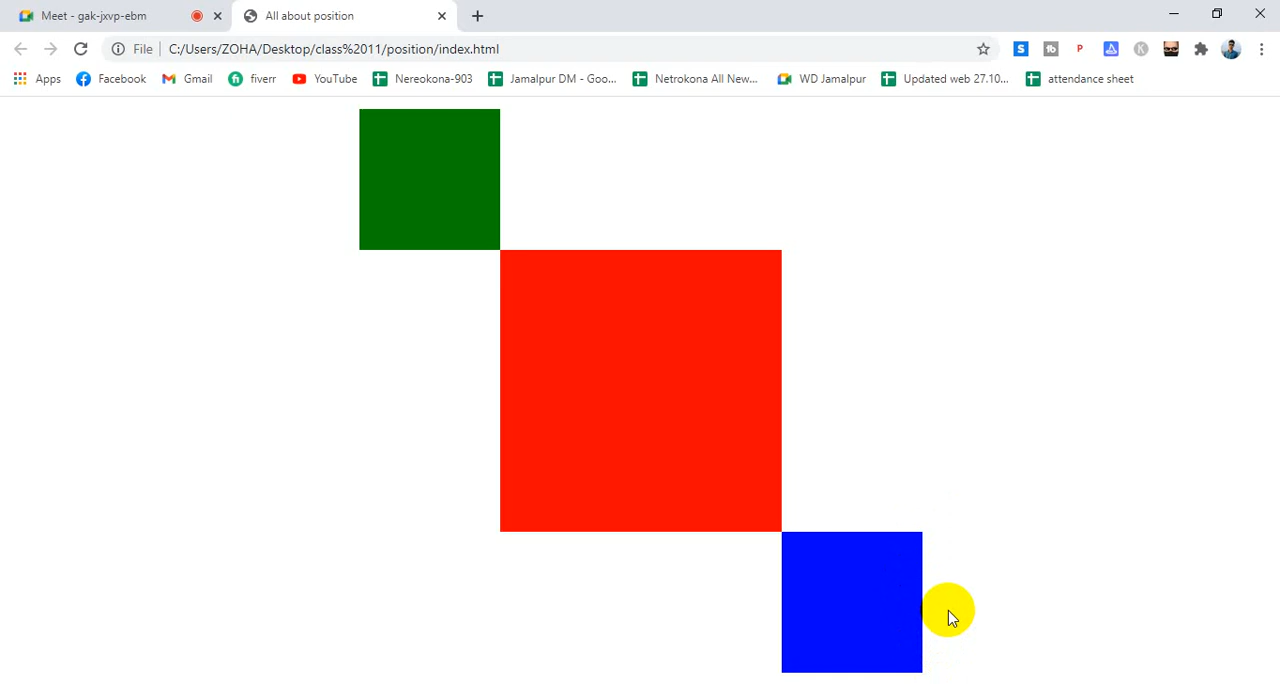 Meet - gak-jxvp-ebm
All about position
File C:/Users/ZOHA/Desktop/class%2011/position/index.html
Apps Facebook Gmail fiverr YouTube Nereokona-903 Jamalpur DM - Goo... Netrokona All New... WD Jamalpur Updated web 27.10... attendance sheet